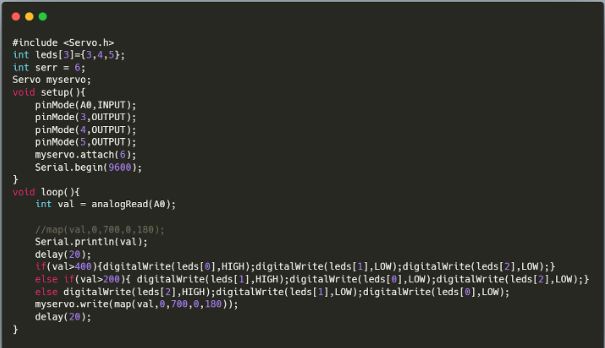 #include <Servo.h>
int leds[3]={3,4,5};
int serr = 6;
Servo myservo;
void setup(){
    pinMode(A0,INPUT);
    pinMode(3,OUTPUT);
    pinMode(4,OUTPUT);
    pinMode(5,OUTPUT);
    myservo.attach(6);
    Serial.begin(9600);
}
void loop(){
    int val = analogRead(A0);

    //map(val,0,700,0,180);
    Serial.println(val);
    delay(20);
    if(val>400){digitalWrite(leds[0],HIGH);digitalWrite(leds[1],LOW);digitalWrite(leds[2],LOW);}
    else if(val>200){ digitalWrite(leds[1],HIGH);digitalWrite(leds[0],LOW);digitalWrite(leds[2],LOW);}
    else digitalWrite(leds[2],HIGH);digitalWrite(leds[1],LOW);digitalWrite(leds[0],LOW);
    myservo.write(map(val,0,700,0,180));
    delay(20);
}